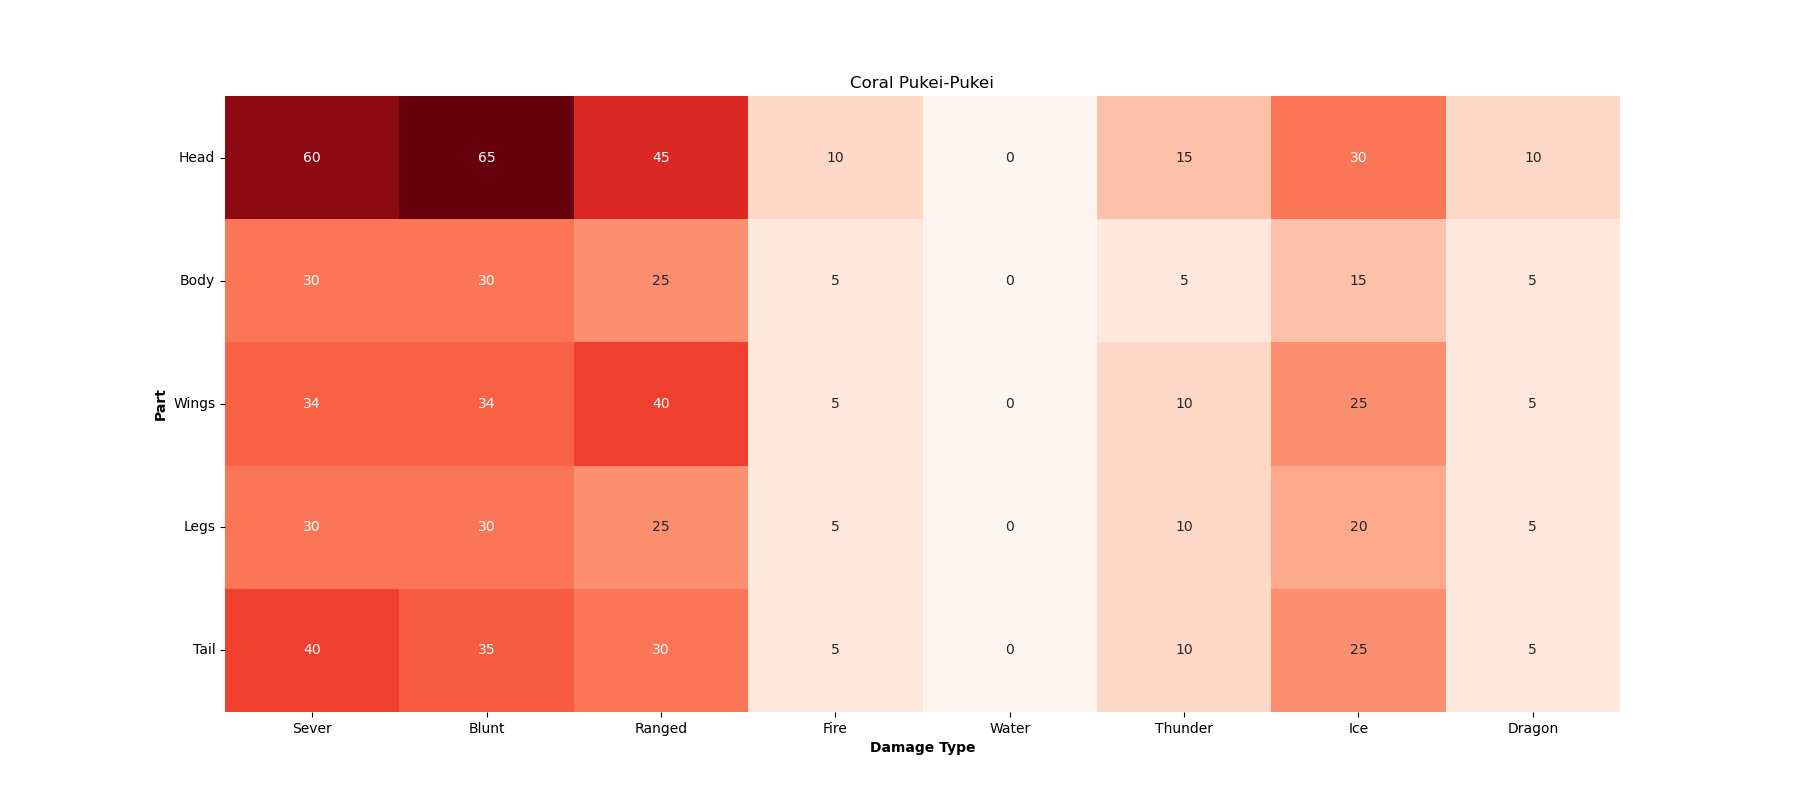 Coral Pukei-Pukei
Part
Head 60 65 45 10 0 15 30 10
Body 30 30 25 5 0 5 15 5
Wings 34 34 40 5 0 10 25 5
Legs 30 30 25 5 0 10 20 5
Tail 40 35 30 5 0 10 25 5
Sever Blunt Ranged Fire Water Thunder Ice Dragon
Damage Type